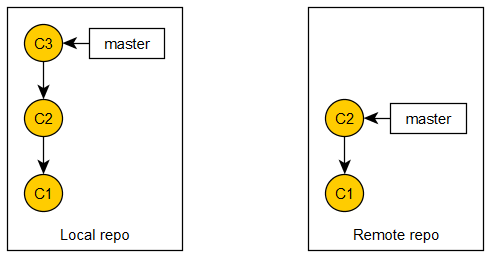 C3
master
C2
C1
Local repo
C2
master
C1
Remote repo